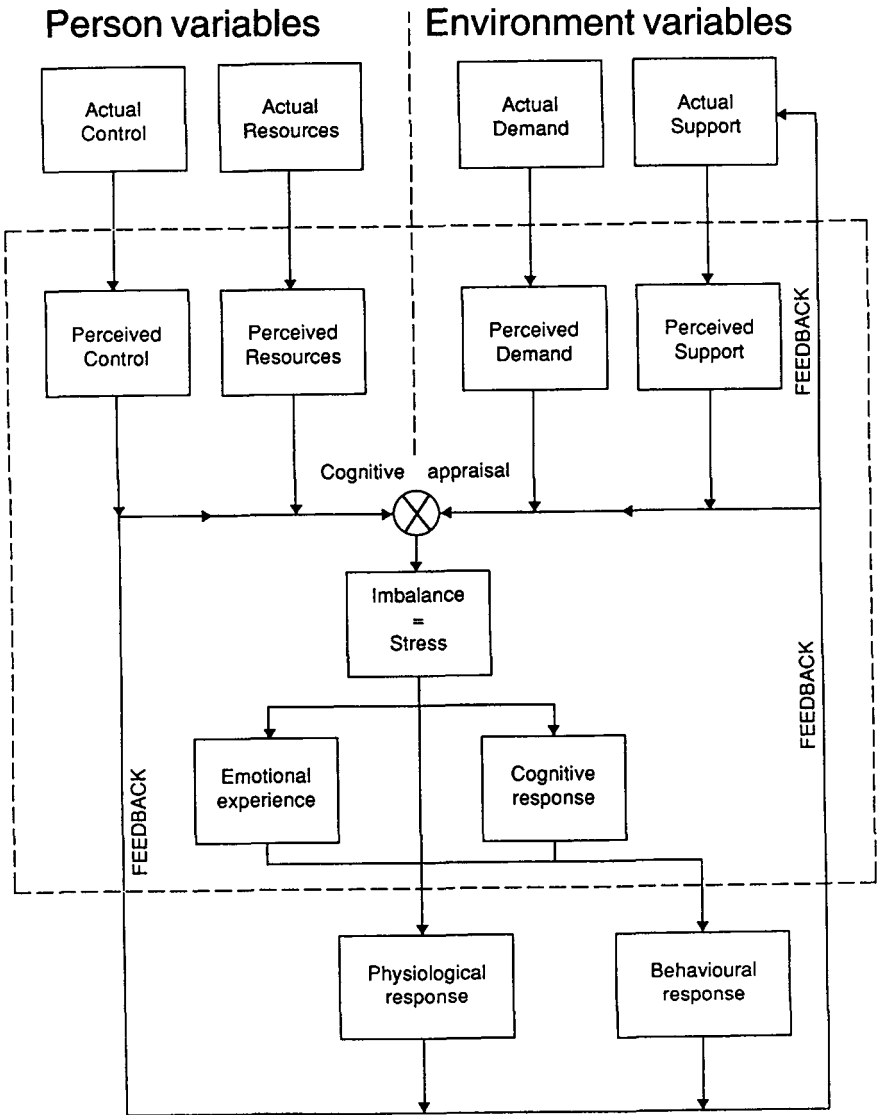 Person variables
Environment variables
Actual
Control
Actual
Resources
Actual
Demand
Actual
Support
Perceived
Control
Perceived
Resources
Perceived
Demand
Perceived
Support
FEEDBACK
Cognitive appraisal
Imbalance
=
Stress
FEEDBACK
Emotional
experience
Cognitive
response
FEEDBACK
Physiological
response
Behavioural
response